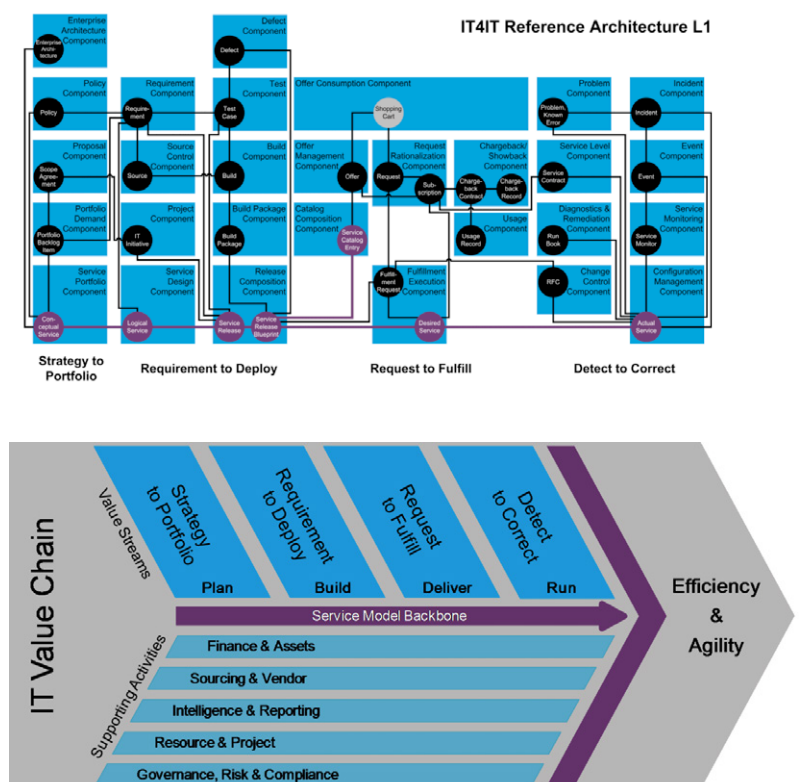 IT4IT Reference Architecture L1
Enterprise
Architecture
Component
Enterprise
Archi-
tecture
Defect
Component
Defect
Policy
Component
Policy
Requirement
Component
Require-
ment
Test
Component
Test
Case
Offer Consumption Component
Shopping
Cart
Problem
Component
Problem,
Known
Error
Incident
Component
Incident
Proposal
Component
Scope
Agree-
ment
Source
Control
Component
Source
Build
Component
Build
Offer
Management
Component
Offer
Request
Rationalization
Component
Request
Sub-
scription
Chargeback/
Showback
Component
Charge-
back
Contract
Charge-
back
Record
Service Level
Component
Service
Contract
Event
Component
Event
Portfolio
Demand
Component
Portfolio
Backlog
Item
Project
Component
IT
Initiative
Build Package
Component
Build
Package
Catalog
Composition
Component
Service
Catalog
Entry
Usage
Component
Usage
Record
Diagnostics &
Remediation
Component
Run
Book
Service
Monitoring
Component
Service
Monitor
Service
Portfolio
Component
Con-
ceptual
Service
Service
Design
Component
Logical
Service
Release
Composition
Component
Service
Release
Service
Release
Blueprint
Fulfillment
Execution
Component
Fulfill-
ment
Request
Desired
Service
Change
Control
Component
RFC
Configuration
Management
Component
Actual
Service
Strategy to
Portfolio
Requirement to Deploy
Request to Fulfill
Detect to Correct
IT Value Chain
Value Streams
Strategy
to Portfolio
Plan
Requirement
to Deploy
Build
Request
to Fulfill
Deliver
Detect
to Correct
Run
Service Model Backbone
Supporting Activities
Finance & Assets
Sourcing & Vendor
Intelligence & Reporting
Resource & Project
Governance, Risk & Compliance
Efficiency
&
Agility